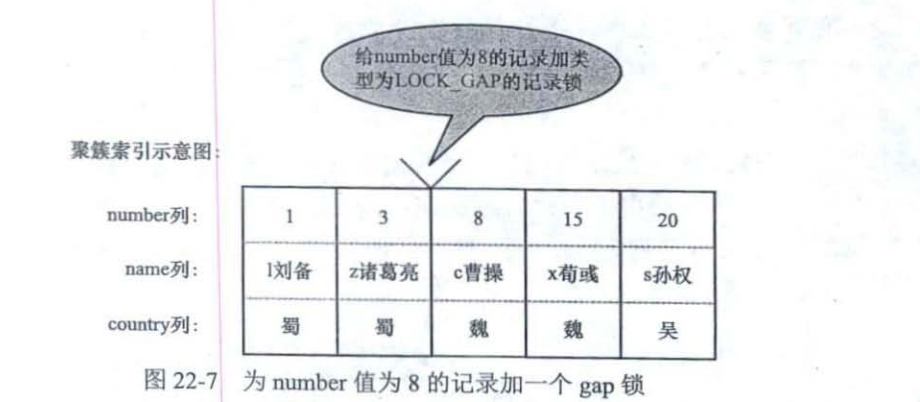 给number值为8的记录加类
型为LOCK_GAP的记录锁
聚簇索引示意图:
number列: 1 3 8 15 20
name列: l刘备 z诸葛亮 c曹操 x荀彧 s孙权
country列: 蜀 蜀 魏 魏 吴
图 22-7 为 number 值为 8 的记录加一个 gap 锁